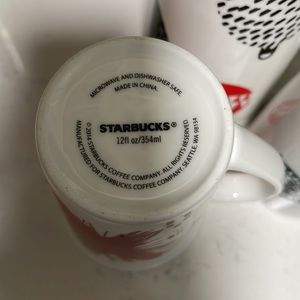 MICROWAVE AND DISHWASHER SAFE.
MADE IN CHINA.
STARBUCKS®
12fl oz/354ml
© 2014 STARBUCKS COFFEE COMPANY. ALL RIGHTS RESERVED.
MANUFACTURED FOR STARBUCKS COFFEE COMPANY, SEATTLE, WA 98134